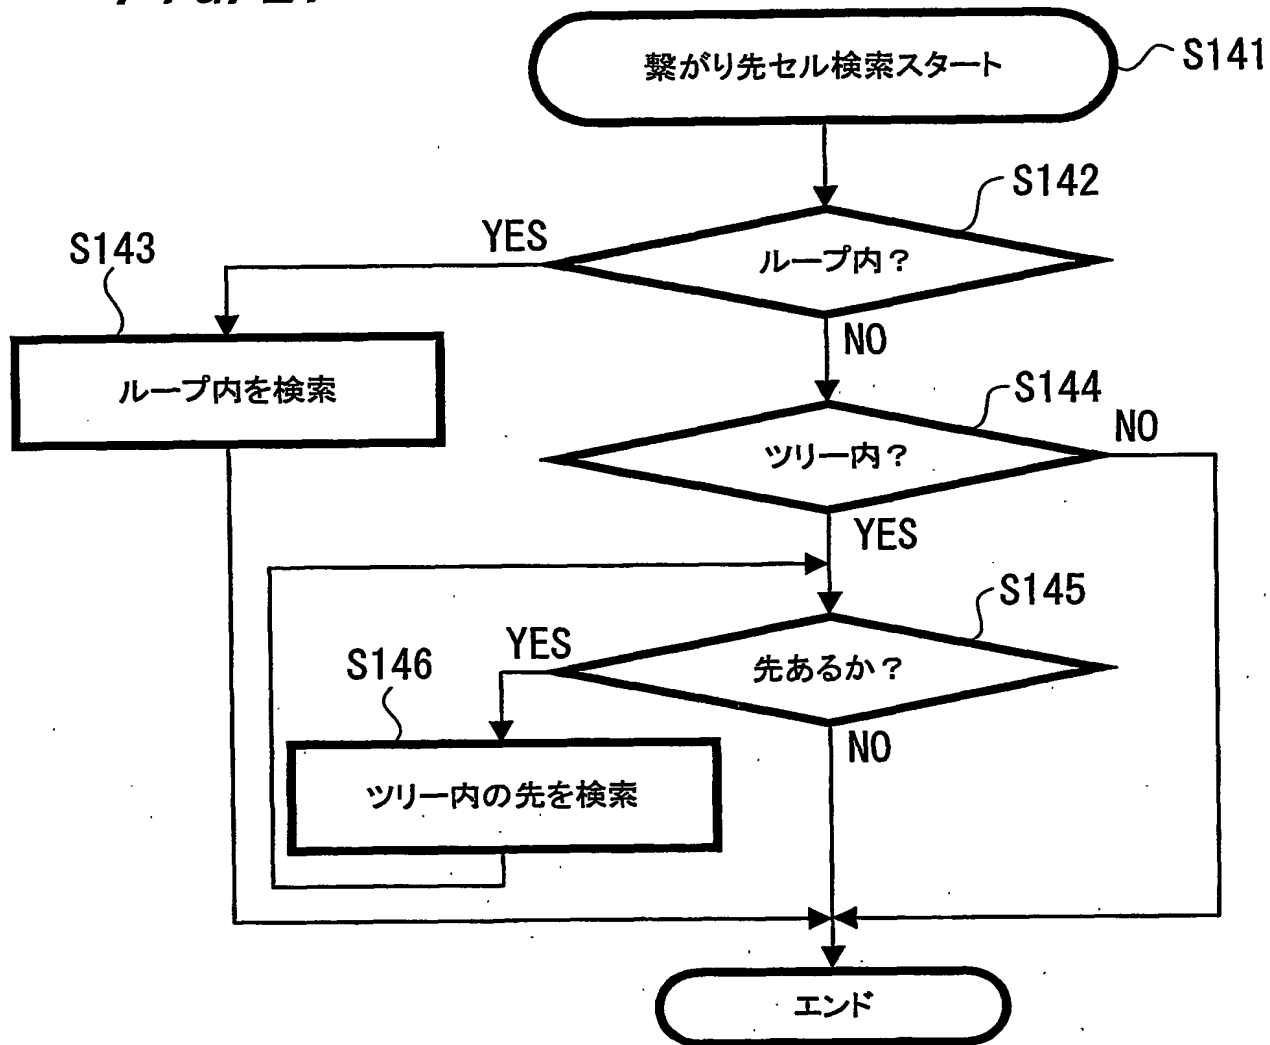 繋がり先セル検索スタート
S141
S142
ループ内?
YES
NO
S143
ループ内を検索
S144
ツリー内?
NO
YES
S145
先あるか?
YES
NO
S146
ツリー内の先を検索
エンド